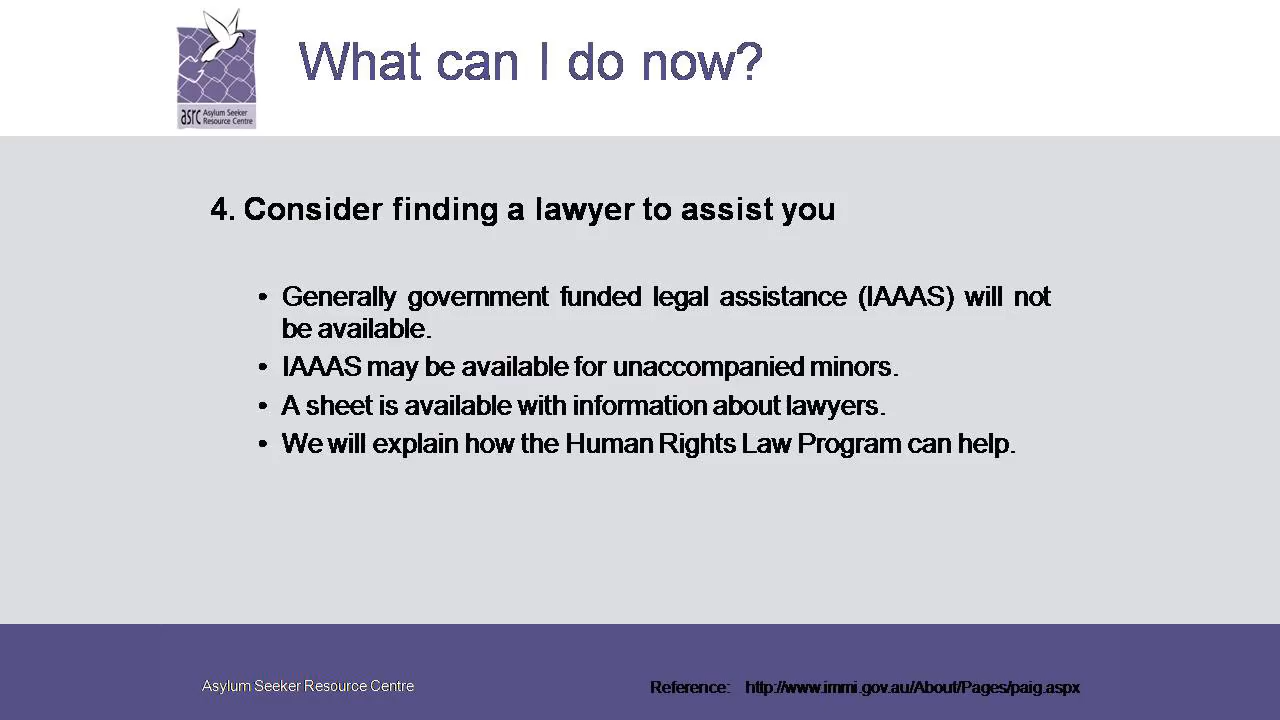 What can I do now?
asrc Asylum Seeker
Resource Centre
4. Consider finding a lawyer to assist you
• Generally government funded legal assistance (IAAAS) will not
be available.
• IAAAS may be available for unaccompanied minors.
• A sheet is available with information about lawyers.
• We will explain how the Human Rights Law Program can help.
Asylum Seeker Resource Centre
Reference: http://www.immi.gov.au/About/Pages/paig.aspx